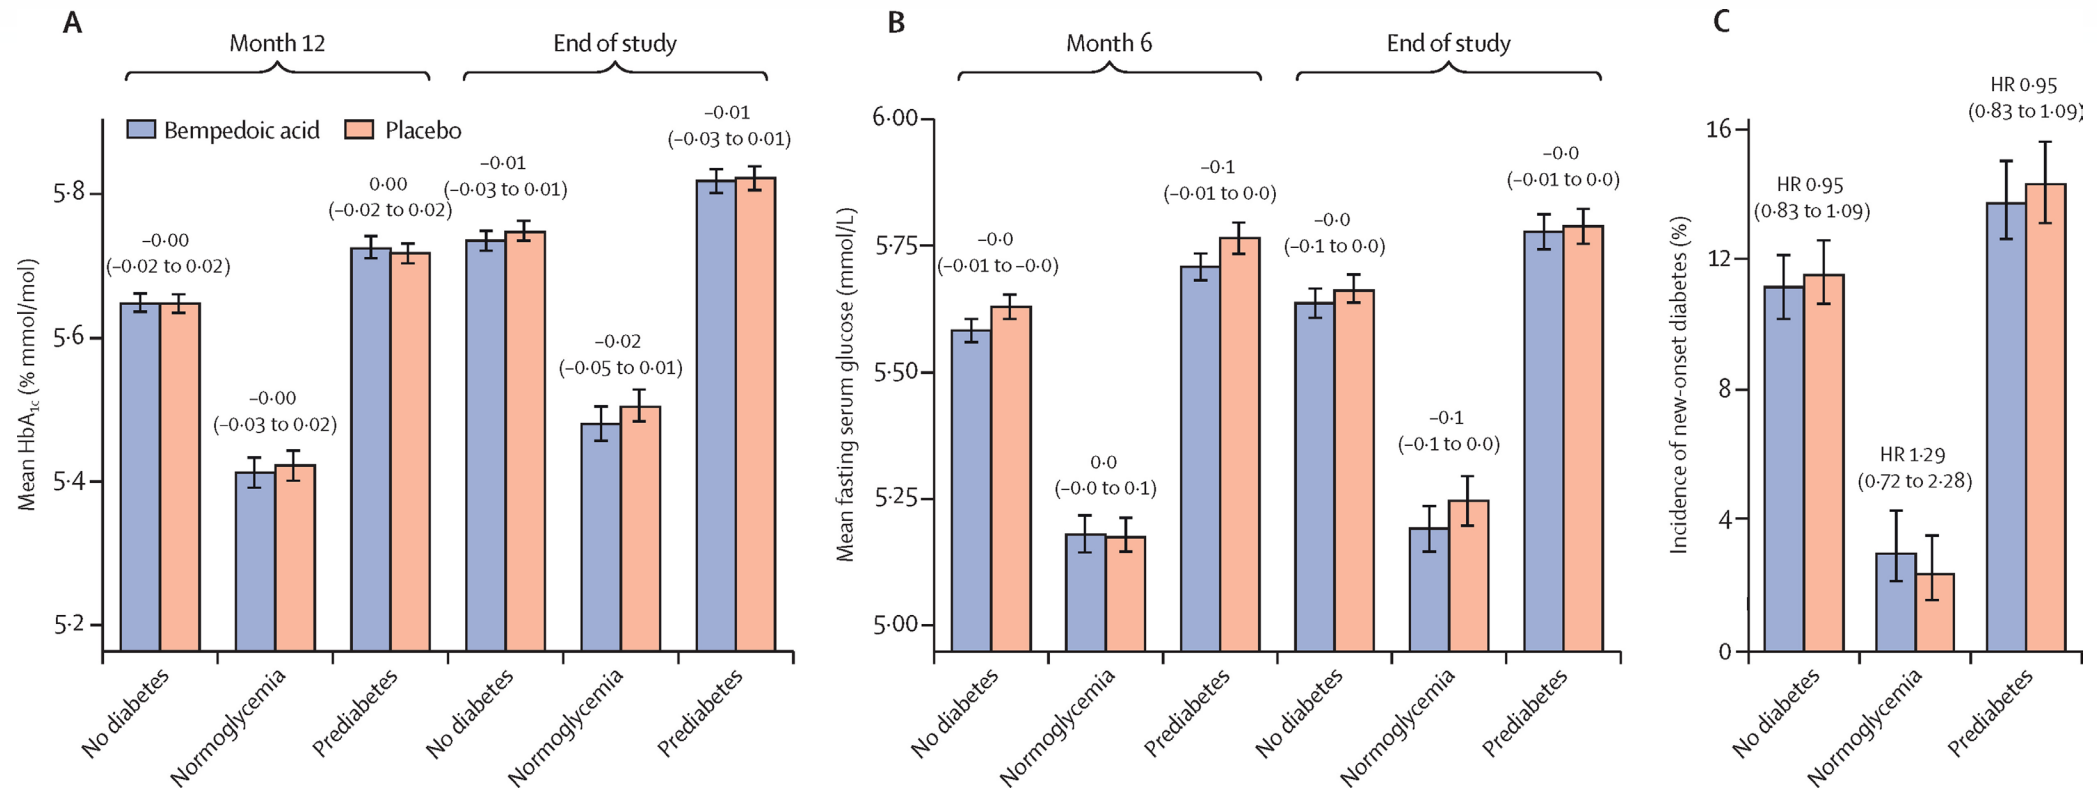 A
Month 12
End of study
Bempedoic acid
Placebo
Mean HbA1c (% mmol/mol)
5·8
5·6
5·4
5·2
–0·00
(–0·02 to 0·02)
–0·00
(–0·03 to 0·02)
0·00
(–0·02 to 0·02)
–0·01
(–0·03 to 0·01)
–0·02
(–0·05 to 0·01)
–0·01
(–0·03 to 0·01)
No diabetes
Normoglycemia
Prediabetes
No diabetes
Normoglycemia
Prediabetes
B
Month 6
End of study
Mean fasting serum glucose (mmol/L)
6·00
5·75
5·50
5·25
5·00
–0·0
(–0·01 to –0·0)
0·0
(–0·0 to 0·1)
–0·1
(–0·01 to 0·0)
–0·0
(–0·1 to 0·0)
–0·1
(–0·1 to 0·0)
–0·0
(–0·01 to 0·0)
No diabetes
Normoglycemia
Prediabetes
No diabetes
Normoglycemia
Prediabetes
C
Incidence of new-onset diabetes (%)
16
12
8
4
0
HR 0·95
(0·83 to 1·09)
HR 1·29
(0·72 to 2·28)
HR 0·95
(0·83 to 1·09)
No diabetes
Normoglycemia
Prediabetes